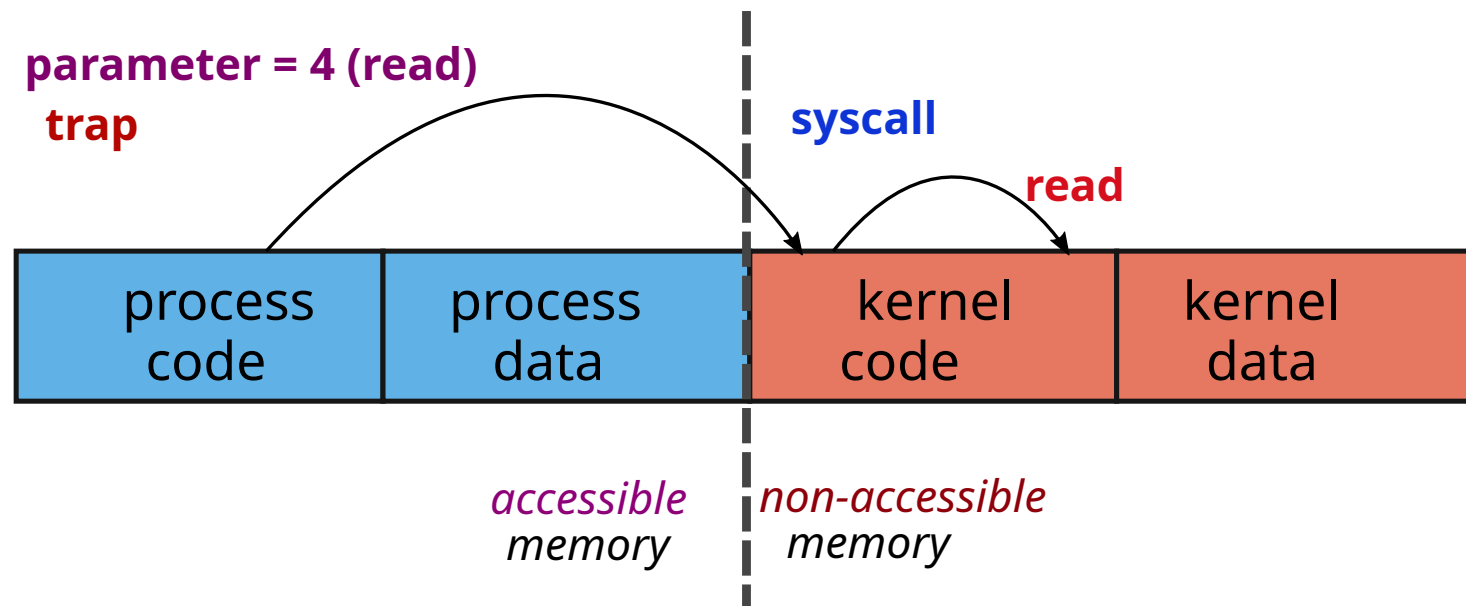 parameter = 4 (read)
trap
syscall
read
process
code
process
data
kernel
code
kernel
data
accessible
memory
non-accessible
memory